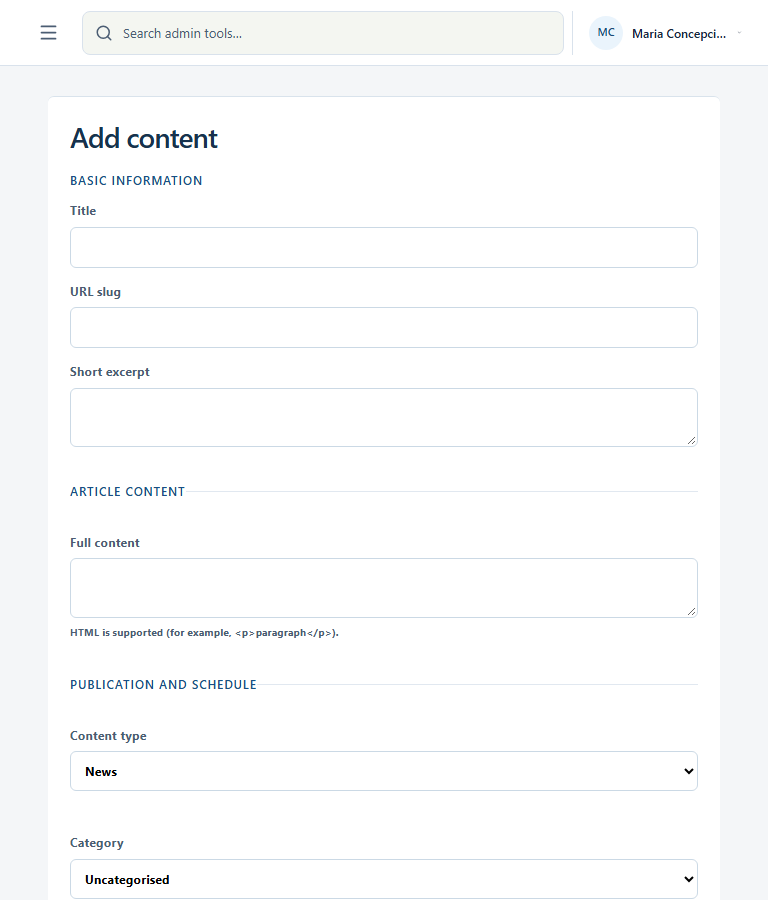 Search admin tools...
MC
Maria Concepci...
Add content
BASIC INFORMATION
Title
URL slug
Short excerpt
ARTICLE CONTENT
Full content
HTML is supported (for example, <p>paragraph</p>).
PUBLICATION AND SCHEDULE
Content type
News
Category
Uncategorised